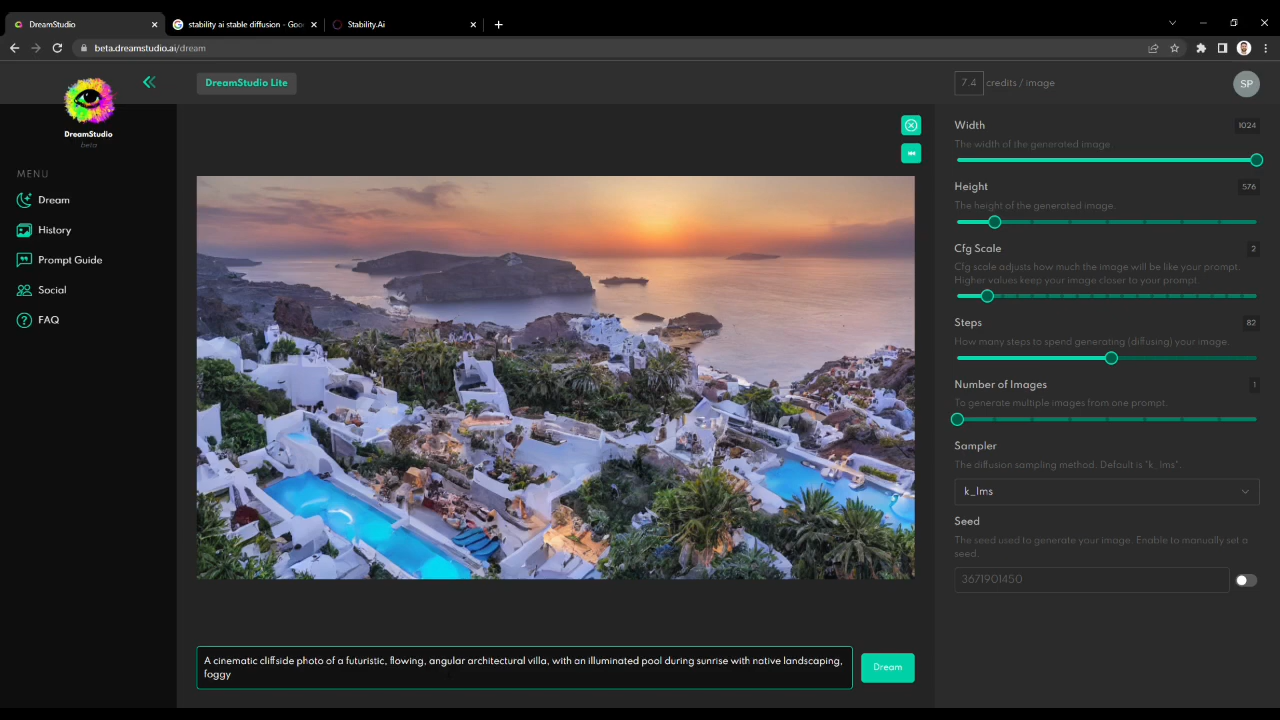 DreamStudio
stability ai stable diffusion - Goo
Stability.Ai
beta.dreamstudio.ai/dream
DreamStudio
beta
DreamStudio Lite
7.4 credits / image
SP
MENU
Dream
History
Prompt Guide
Social
FAQ
Width 1024
The width of the generated image.
Height 576
The height of the generated image.
Cfg Scale 2
Cfg scale adjusts how much the image will be like your prompt.
Higher values keep your image closer to your prompt.
Steps 82
How many steps to spend generating (diffusing) your image.
Number of Images 1
To generate multiple images from one prompt.
Sampler
The diffusion sampling method. Default is "k_lms".
k_lms
Seed
The seed used to generate your image. Enable to manually set a
seed.
3671901450
A cinematic cliffside photo of a futuristic, flowing, angular architectural villa, with an illuminated pool during sunrise with native landscaping,
foggy
Dream